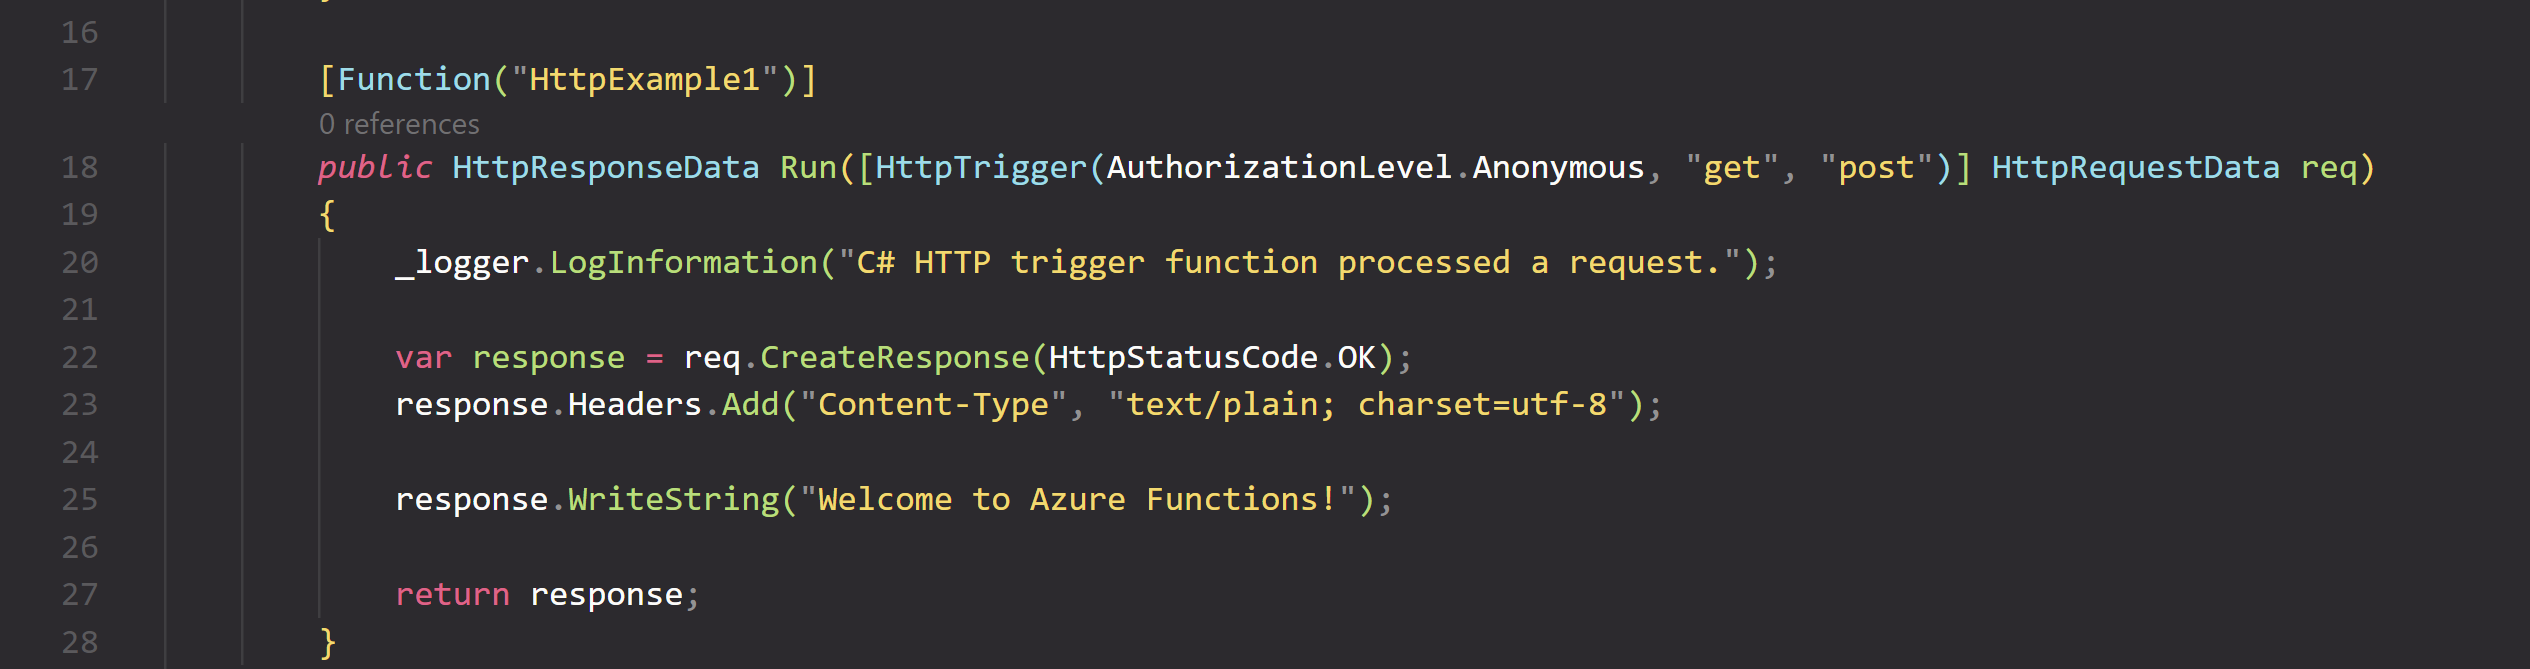 16
17 [Function("HttpExample1")]
0 references
18 public HttpResponseData Run([HttpTrigger(AuthorizationLevel.Anonymous, "get", "post")] HttpRequestData req)
19 {
20 _logger.LogInformation("C# HTTP trigger function processed a request.");
21
22 var response = req.CreateResponse(HttpStatusCode.OK);
23 response.Headers.Add("Content-Type", "text/plain; charset=utf-8");
24
25 response.WriteString("Welcome to Azure Functions!");
26
27 return response;
28 }